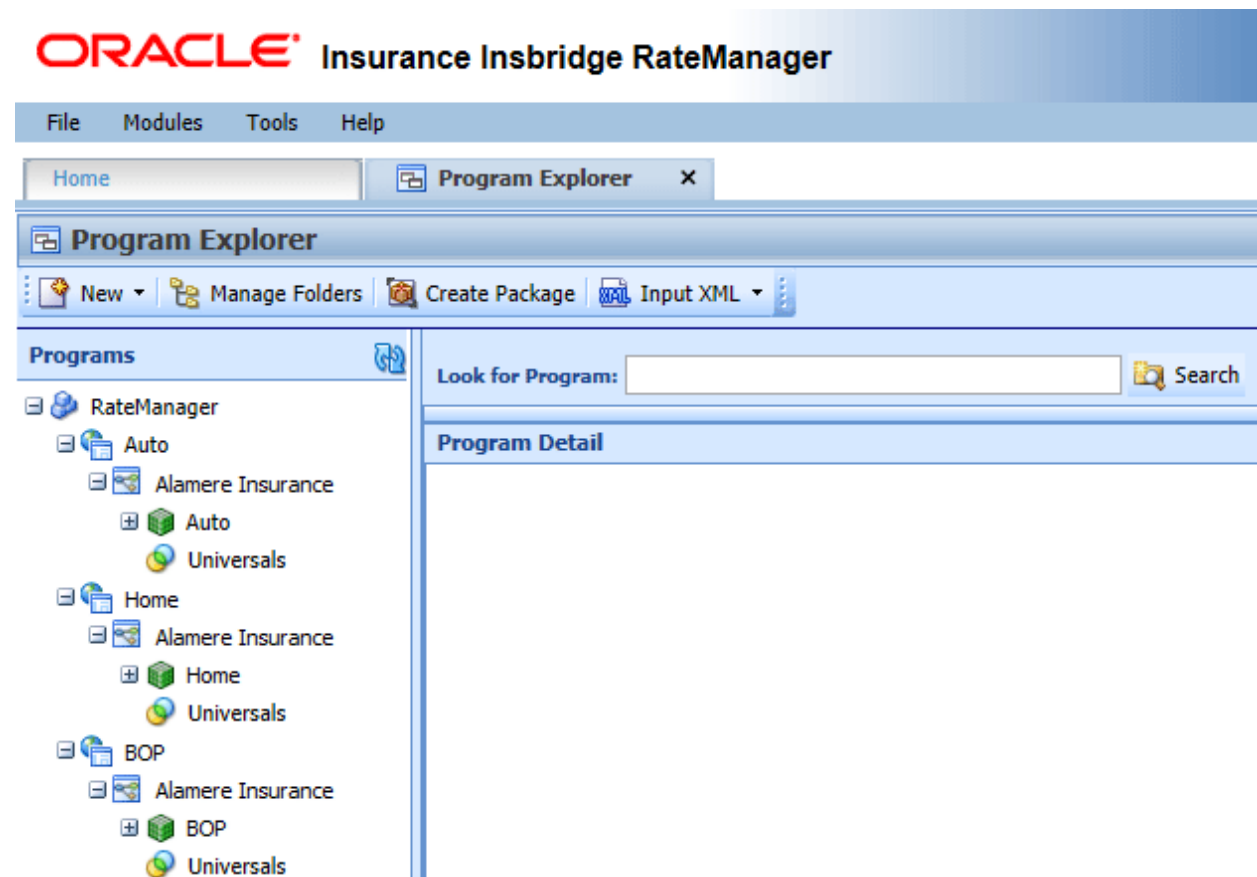 ORACLE Insurance Insbridge RateManager
File Modules Tools Help
Home Program Explorer ×
Program Explorer
New Manage Folders Create Package XML Input XML
Programs
Look for Program: Search
RateManager
Program Detail
Auto
Alamere Insurance
Auto
Universals
Home
Alamere Insurance
Home
Universals
BOP
Alamere Insurance
BOP
Universals